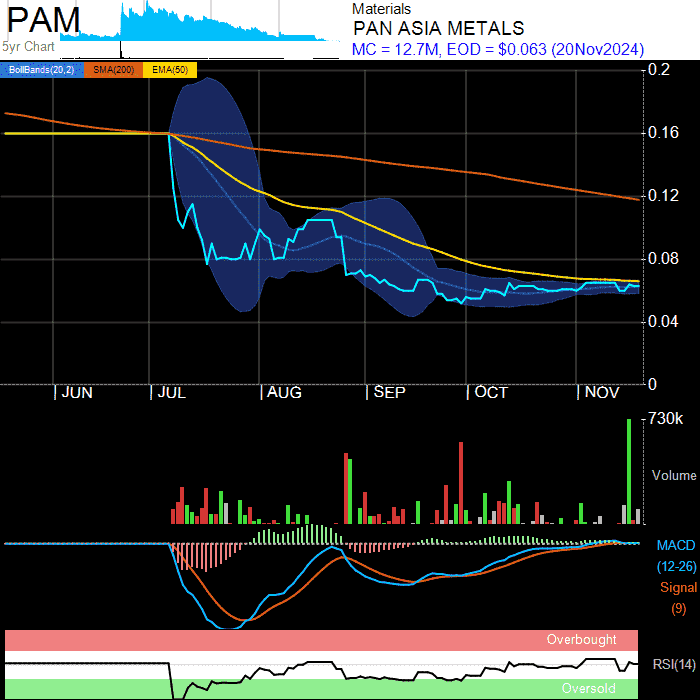 PAM
5yr Chart
Materials
PAN ASIA METALS
MC = 12.7M, EOD = $0.063 (20Nov2024)
BollBands(20,2) SMA(200) EMA(50)
0.2
0.16
0.12
0.08
0.04
0
JUN JUL AUG SEP OCT NOV
730k
Volume
MACD
(12-26)
Signal
(9)
Overbought
RSI(14)
Oversold